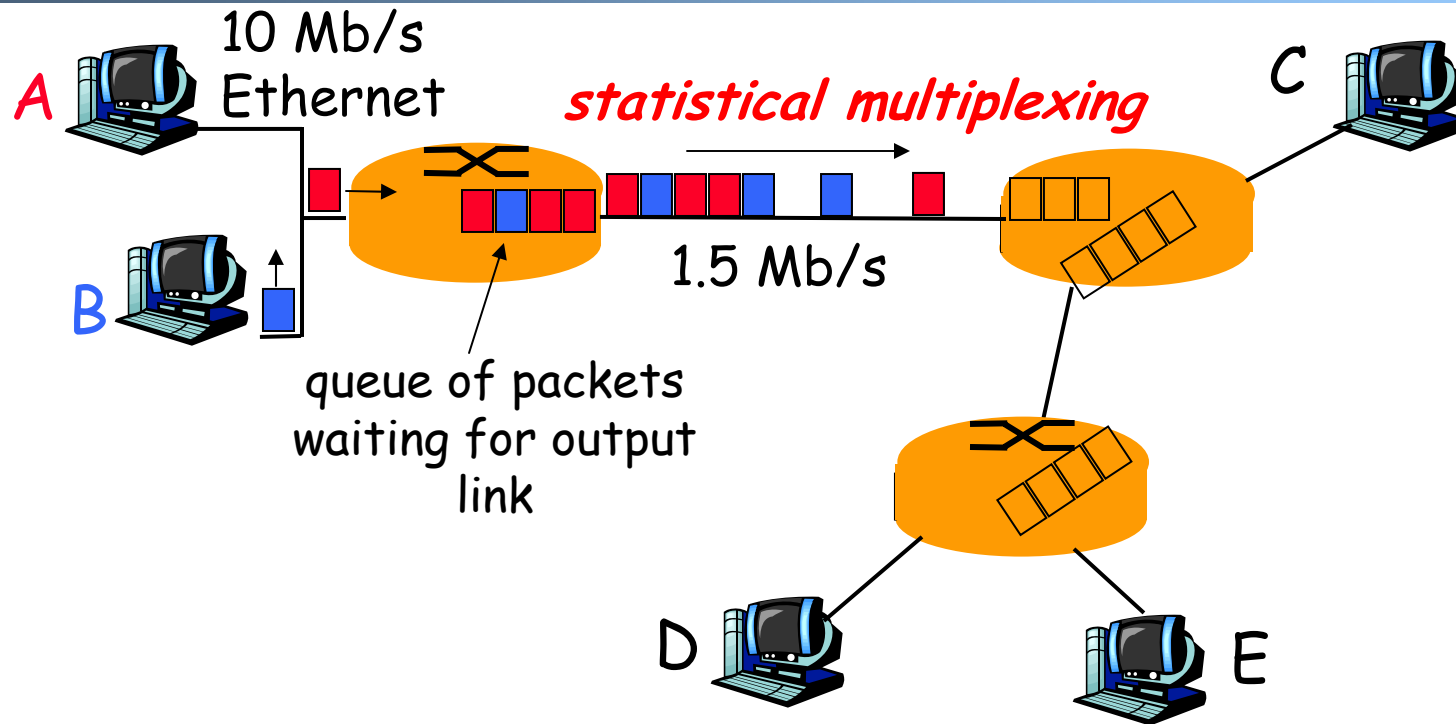 10 Mb/s
Ethernet
A
statistical multiplexing
C
B
1.5 Mb/s
queue of packets
waiting for output
link
D
E